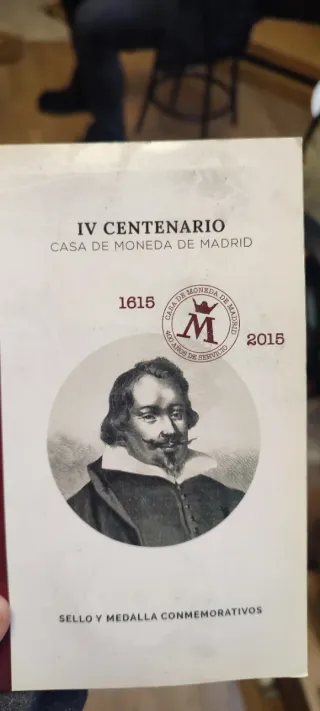 IV CENTENARIO
CASA DE MONEDA DE MADRID
1615
CASA DE MONEDA DE MADRID
M
400 AÑOS DE SERVICIO
2015
SELLO Y MEDALLA CONMEMORATIVOS